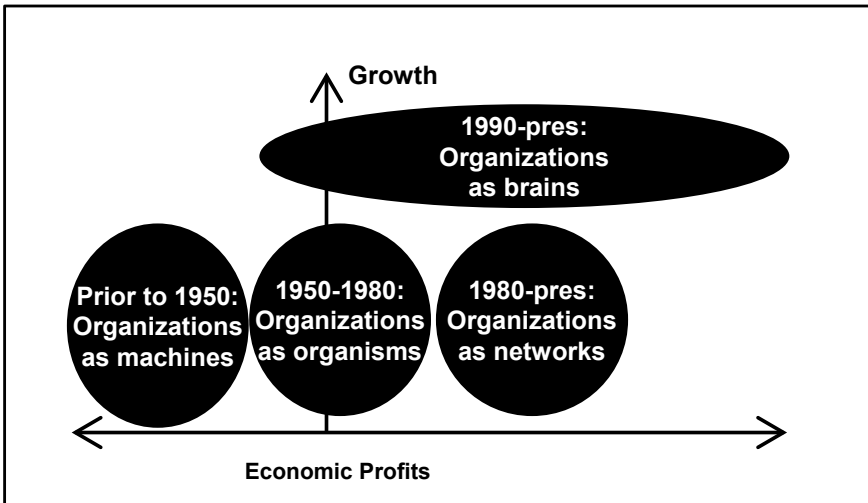 Growth
1990-pres:
Organizations
as brains
Prior to 1950:
Organizations
as machines
1950-1980:
Organizations
as organisms
1980-pres:
Organizations
as networks
Economic Profits